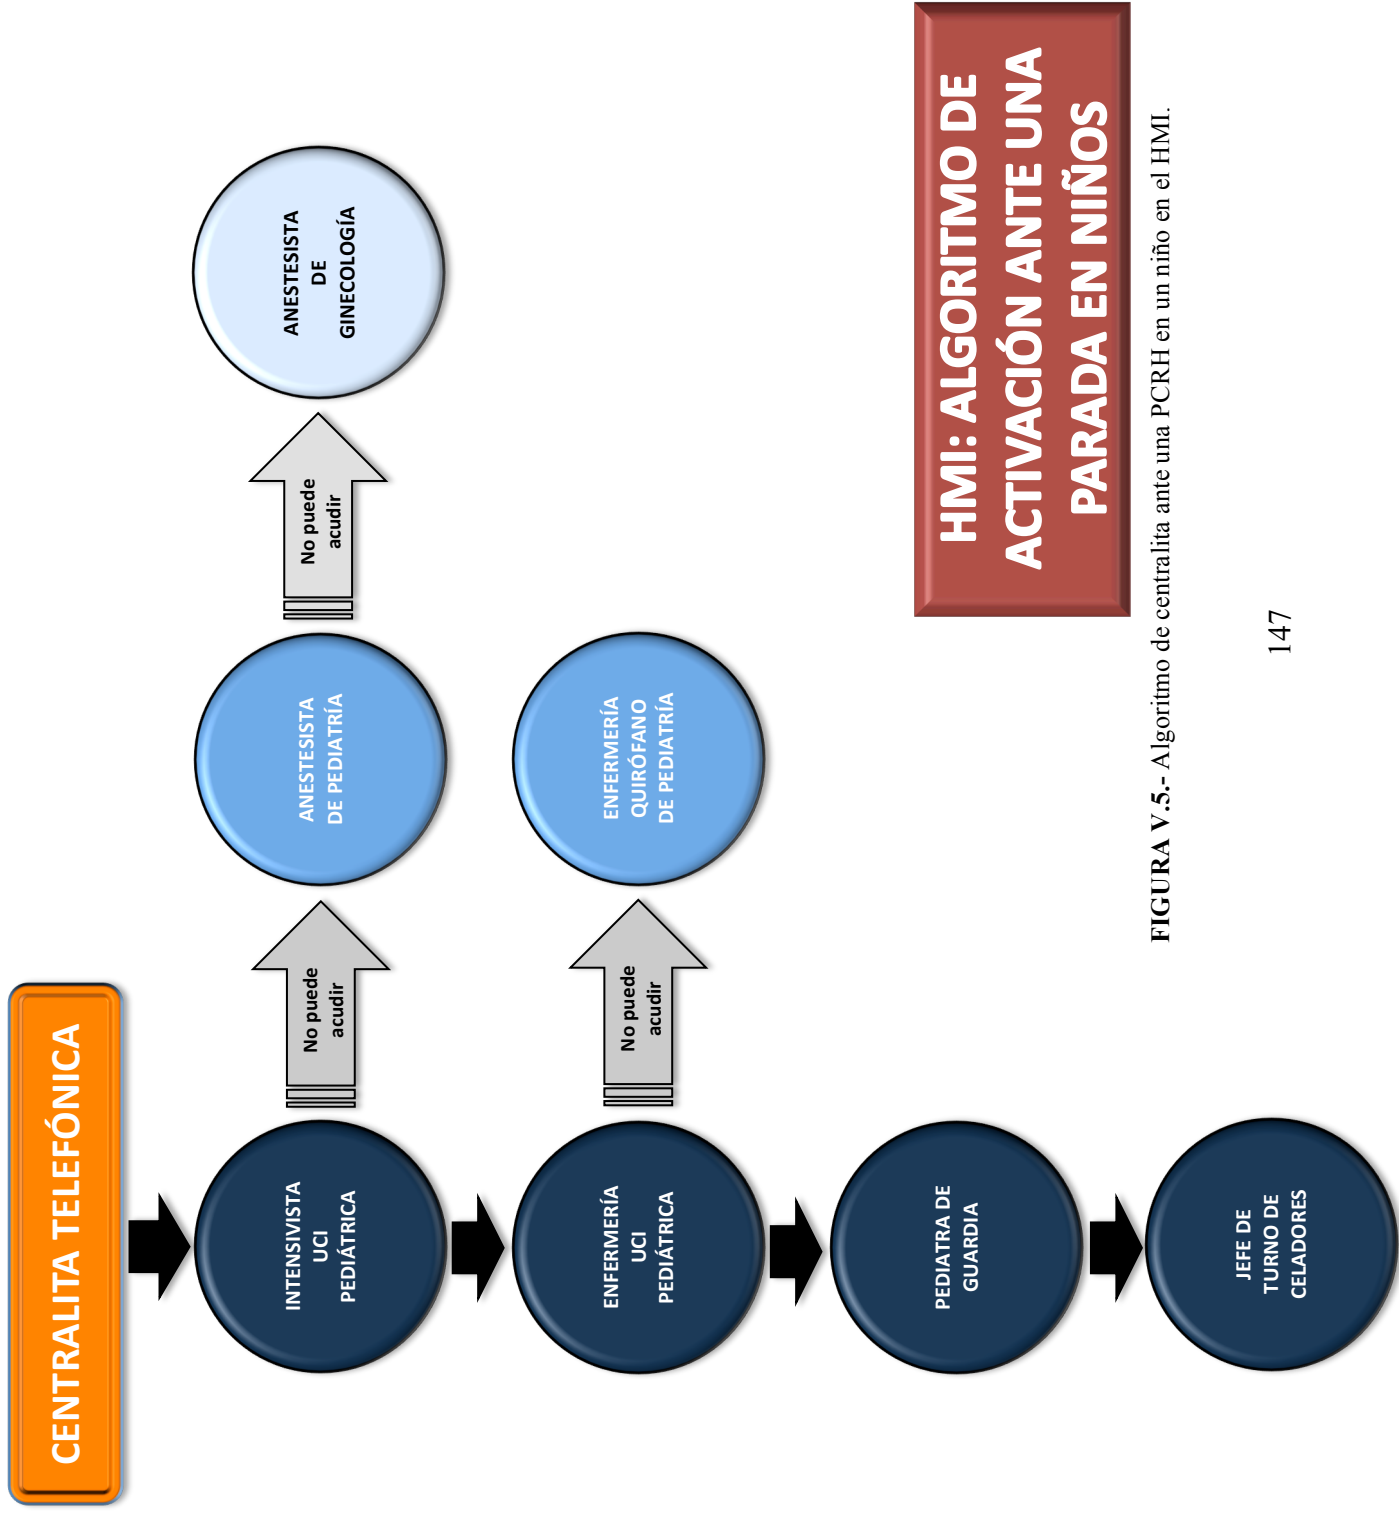 CENTRALITA TELEFÓNICA
INTENSIVISTA
UCI
PEDIÁTRICA
No puede
acudir
ANESTESISTA
DE PEDIATRÍA
No puede
acudir
ANESTESISTA
DE
GINECOLOGÍA
ENFERMERÍA
UCI
PEDIÁTRICA
No puede
acudir
ENFERMERÍA
QUIRÓFANO
DE PEDIATRÍA
PEDIATRA DE
GUARDIA
JEFE DE
TURNO DE
CELADORES
HMI: ALGORITMO DE
ACTIVACIÓN ANTE UNA
PARADA EN NIÑOS
FIGURA V.5.- Algoritmo de centralita ante una PCRH en un niño en el HMI.
147